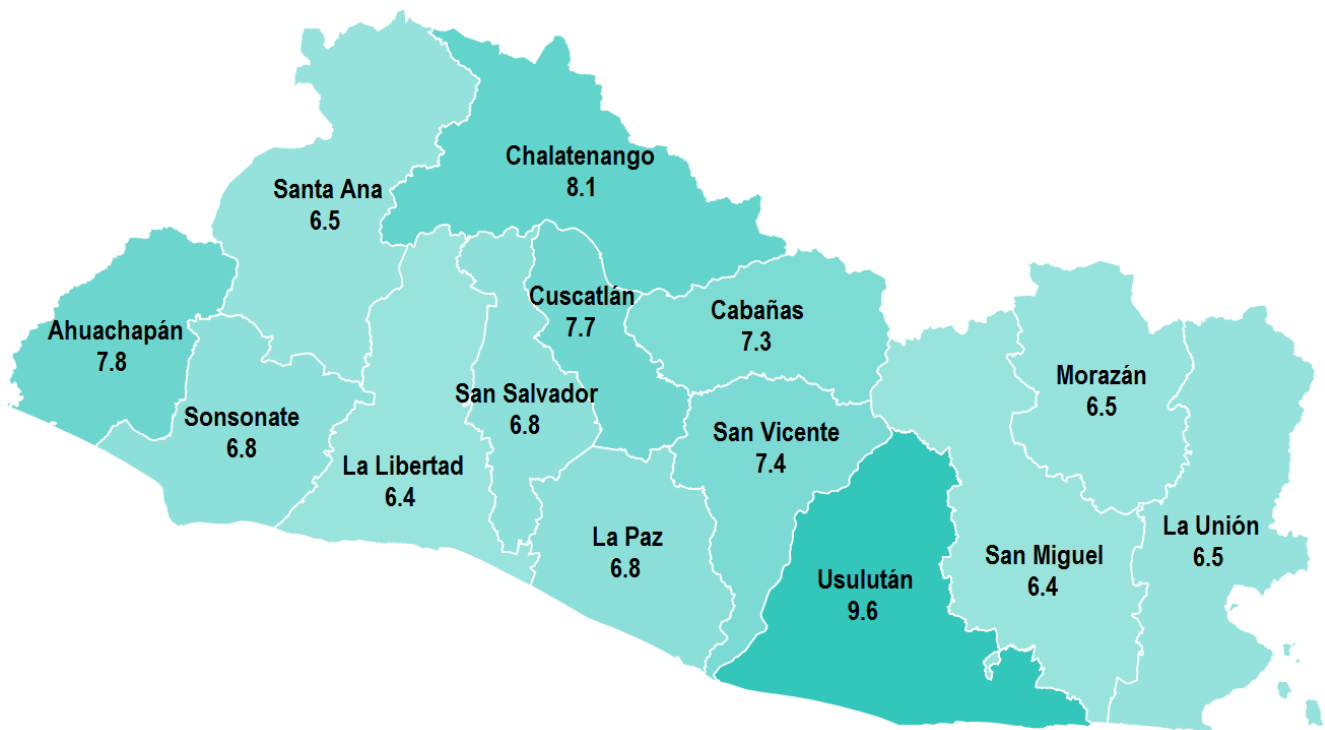 Chalatenango
8.1
Santa Ana
6.5
Cuscatlán
7.7
Cabañas
7.3
Ahuachapán
7.8
Morazán
6.5
San Salvador
6.8
Sonsonate
6.8
San Vicente
7.4
La Libertad
6.4
La Unión
6.5
La Paz
6.8
San Miguel
6.4
Usulután
9.6